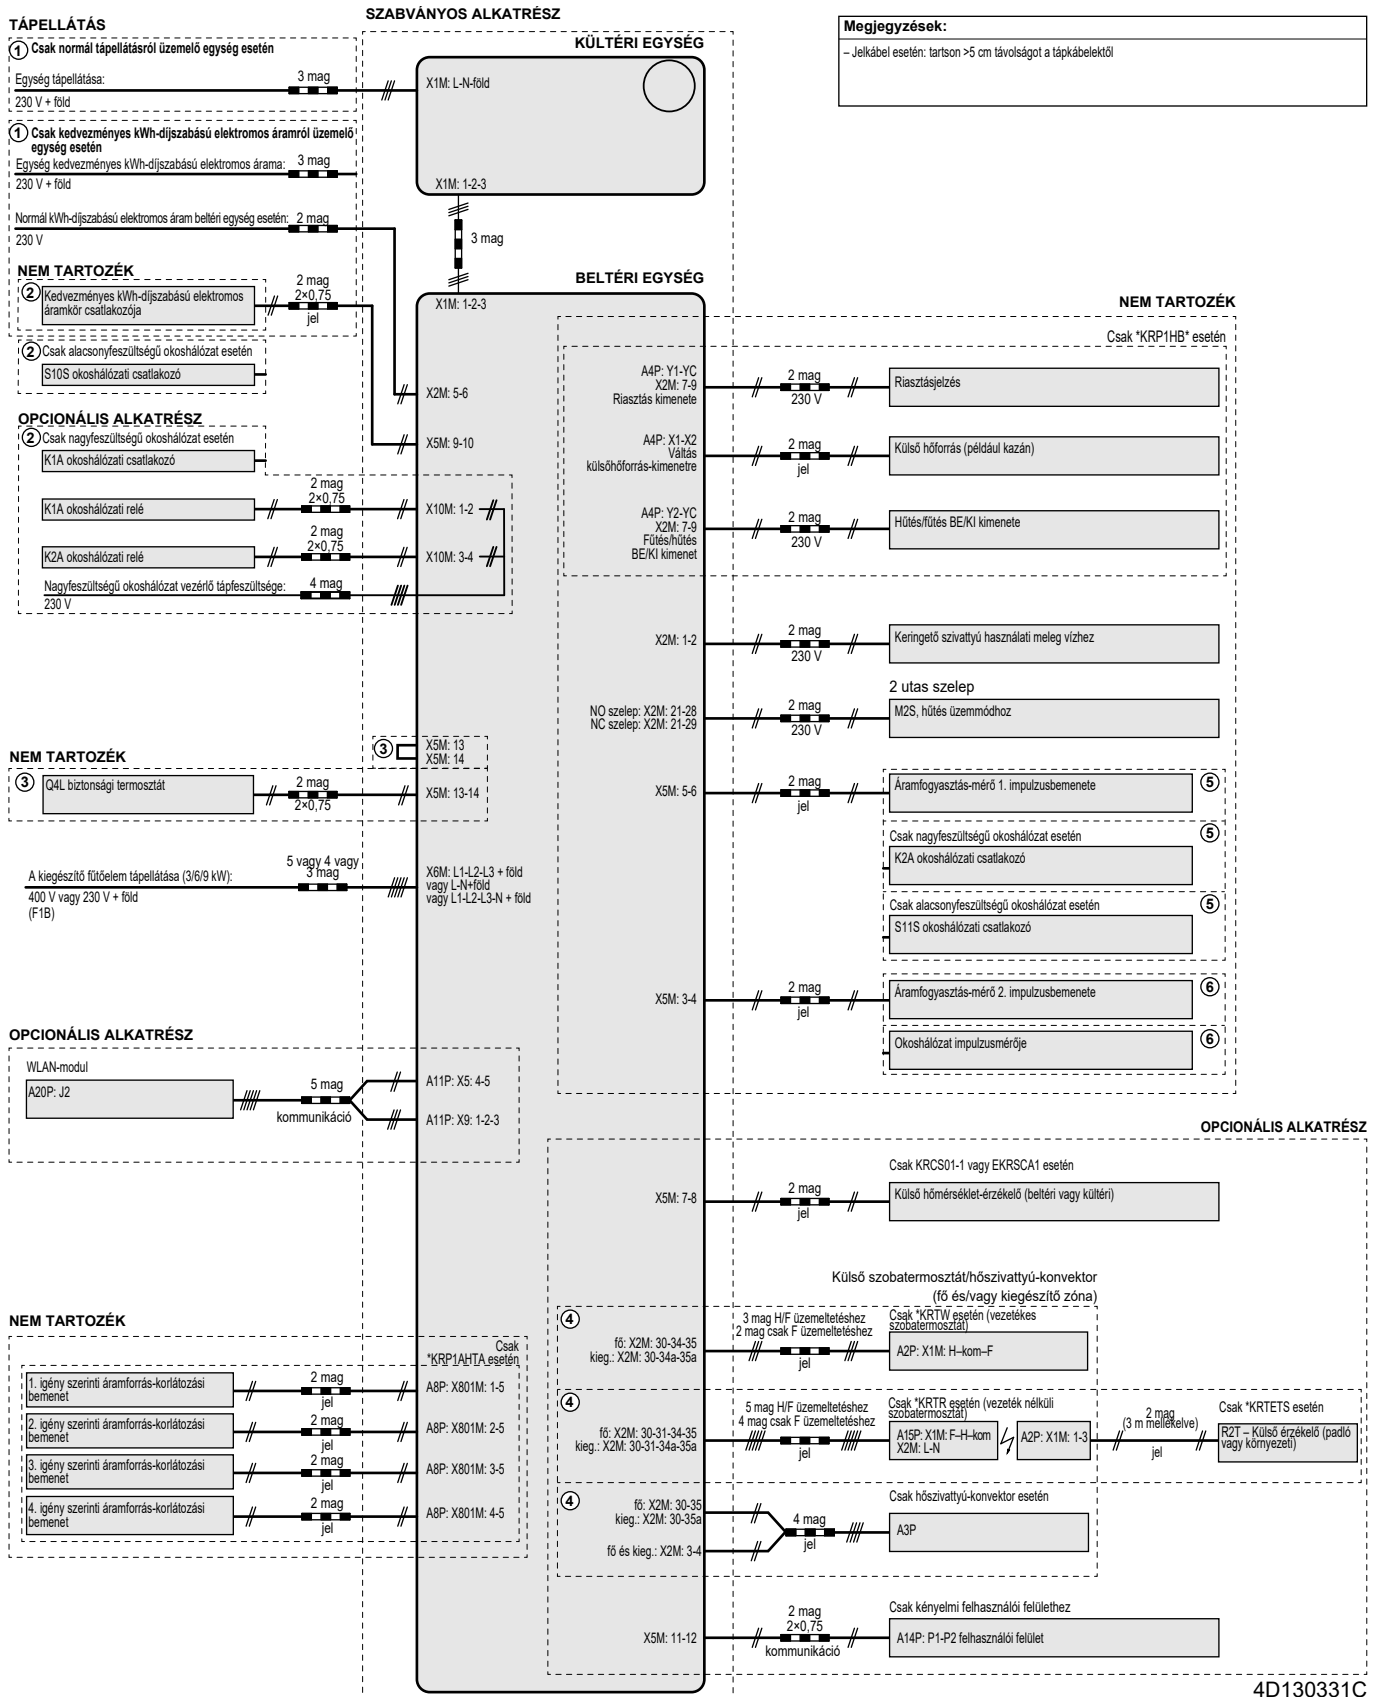 SZABVÁNYOS ALKATRÉSZ
TÁPELLÁTÁS
1 Csak normál tápellátásról üzemelő egység esetén
Egység tápellátása:
3 mag
230 V + föld
1 Csak kedvezményes kWh-díjszabású elektromos áramról üzemelő
egység esetén
Egység kedvezményes kWh-díjszabású elektromos árama:
3 mag
230 V + föld
Normál kWh-díjszabású elektromos áram beltéri egység esetén:
2 mag
230 V
NEM TARTOZÉK
2
Kedvezményes kWh-díjszabású elektromos
áramkör csatlakozója
2 mag
2×0,75
jel
2 Csak alacsonyfeszültségű okoshálózat esetén
S10S okoshálózati csatlakozó
OPCIONÁLIS ALKATRÉSZ
2 Csak nagyfeszültségű okoshálózat esetén
K1A okoshálózati csatlakozó
K1A okoshálózati relé
2 mag
2×0,75
K2A okoshálózati relé
2 mag
2×0,75
Nagyfeszültségű okoshálózat vezérlő tápfeszültsége:
4 mag
230 V
NEM TARTOZÉK
3
Q4L biztonsági termosztát
2 mag
2×0,75
A kiegészítő fűtőelem tápellátása (3/6/9 kW):
400 V vagy 230 V + föld
(F1B)
5 vagy 4 vagy
3 mag
OPCIONÁLIS ALKATRÉSZ
WLAN-modul
A20P: J2
5 mag
kommunikáció
NEM TARTOZÉK
Csak
*KRP1AHTA esetén
1. igény szerinti áramforrás-korlátozási
bemenet
2 mag
jel
A8P: X801M: 1-5
2. igény szerinti áramforrás-korlátozási
bemenet
2 mag
jel
A8P: X801M: 2-5
3. igény szerinti áramforrás-korlátozási
bemenet
2 mag
jel
A8P: X801M: 3-5
4. igény szerinti áramforrás-korlátozási
bemenet
2 mag
jel
A8P: X801M: 4-5
KÜLTÉRI EGYSÉG
X1M: L-N-föld
X1M: 1-2-3
3 mag
BELTÉRI EGYSÉG
X1M: 1-2-3
X2M: 5-6
X5M: 9-10
X10M: 1-2
X10M: 3-4
3
X5M: 13
X5M: 14
X5M: 13-14
X6M: L1-L2-L3 + föld
vagy L-N+föld
vagy L1-L2-L3-N + föld
A11P: X5: 4-5
A11P: X9: 1-2-3
Megjegyzések:
– Jelkábel esetén: tartson >5 cm távolságot a tápkábelektől
NEM TARTOZÉK
Csak *KRP1HB* esetén
A4P: Y1-YC
X2M: 7-9
Riasztás kimenete
2 mag
230 V
Riasztásjelzés
A4P: X1-X2
Váltás
külsőhőforrás-kimenetre
2 mag
jel
Külső hőforrás (például kazán)
A4P: Y2-YC
X2M: 7-9
Fűtés/hűtés
BE/KI kimenet
2 mag
230 V
Hűtés/fűtés BE/KI kimenete
X2M: 1-2
2 mag
230 V
Keringető szivattyú használati meleg vízhez
2 utas szelep
NO szelep: X2M: 21-28
NC szelep: X2M: 21-29
2 mag
230 V
M2S, hűtés üzemmódhoz
X5M: 5-6
2 mag
jel
Áramfogyasztás-mérő 1. impulzusbemenete
5
Csak nagyfeszültségű okoshálózat esetén
5
K2A okoshálózati csatlakozó
Csak alacsonyfeszültségű okoshálózat esetén
5
S11S okoshálózati csatlakozó
X5M: 3-4
2 mag
jel
Áramfogyasztás-mérő 2. impulzusbemenete
6
Okoshálózat impulzusmérője
6
OPCIONÁLIS ALKATRÉSZ
Csak KRCS01-1 vagy EKRSCA1 esetén
X5M: 7-8
2 mag
jel
Külső hőmérséklet-érzékelő (beltéri vagy kültéri)
Külső szobatermosztát/hőszivattyú-konvektor
(fő és/vagy kiegészítő zóna)
4
fő: X2M: 30-34-35
kieg.: X2M: 30-34a-35a
3 mag H/F üzemeltetéshez
2 mag csak F üzemeltetéshez
jel
Csak *KRTW esetén (vezetékes
szobatermosztát)
A2P: X1M: H–kom–F
4
fő: X2M: 30-31-34-35
kieg.: X2M: 30-31-34a-35a
5 mag H/F üzemeltetéshez
4 mag csak F üzemeltetéshez
jel
Csak *KRTR esetén (vezeték nélküli
szobatermosztát)
A15P: X1M: F–H–kom
X2M: L-N
A2P: X1M: 1-3
2 mag
(3 m mellékelve)
jel
Csak *KRTETS esetén
R2T – Külső érzékelő (padló
vagy környezeti)
4
fő: X2M: 30-35
kieg.: X2M: 30-35a
fő és kieg.: X2M: 3-4
4 mag
jel
Csak hőszivattyú-konvektor esetén
A3P
Csak kényelmi felhasználói felülethez
X5M: 11-12
2 mag
2×0,75
kommunikáció
A14P: P1-P2 felhasználói felület
4D130331C